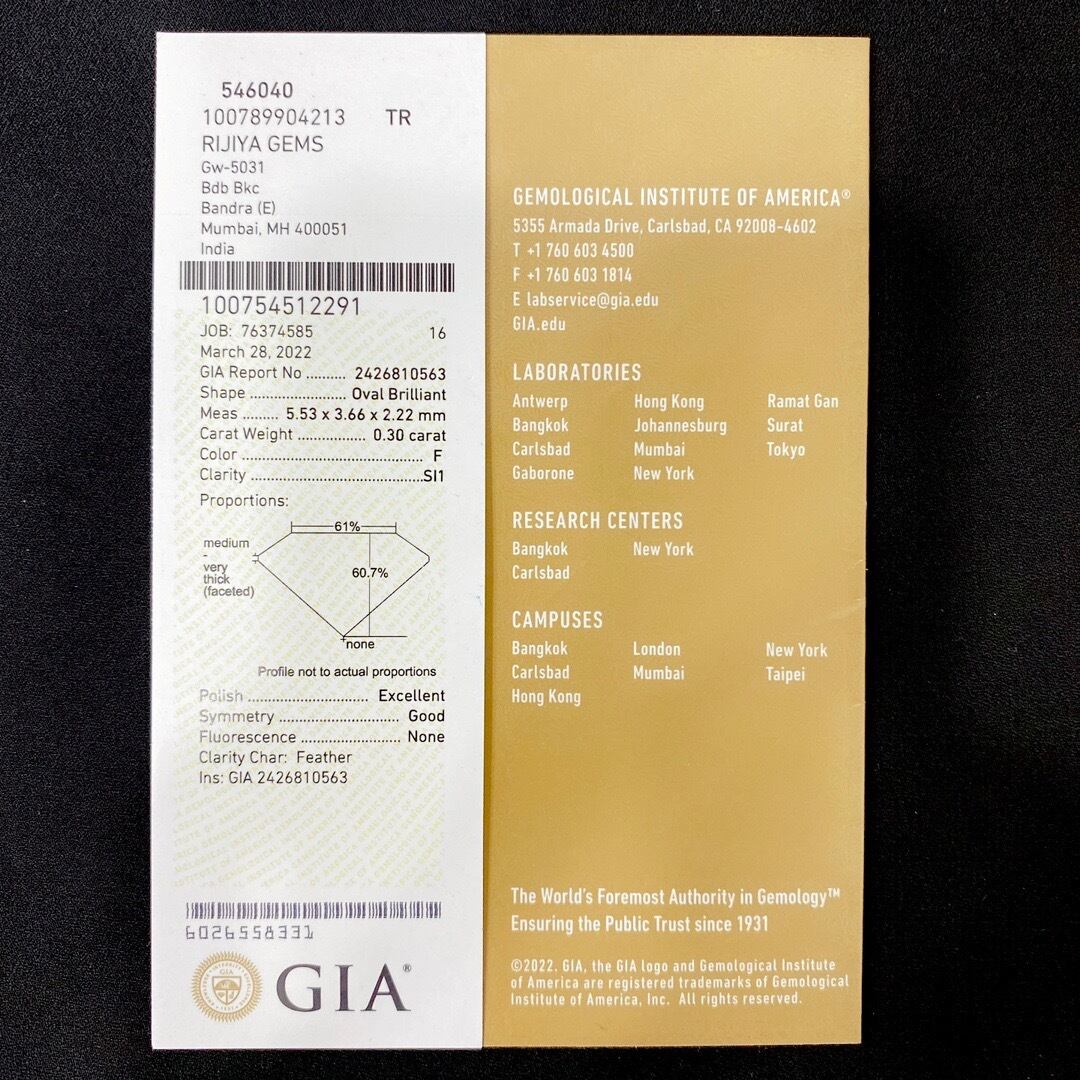 546040
100789904213 TR
RIJIYA GEMS
Gw-5031
Bdb Bkc
Bandra (E)
Mumbai, MH 400051
India
100754512291
JOB: 76374585 16
March 28, 2022
GIA Report No .......... 2426810563
Shape ........................ Oval Brilliant
Meas ......... 5.53 x 3.66 x 2.22 mm
Carat Weight ................. 0.30 carat
Color ............................................. F
Clarity ...........................................SI1
Proportions:
61%
medium
-
very
thick
(faceted)
60.7%
none
Profile not to actual proportions
Polish .............................. Excellent
Symmetry .............................. Good
Fluorescence ......................... None
Clarity Char: Feather
Ins: GIA 2426810563
6026558331
GIA
GIA®
GEMOLOGICAL INSTITUTE OF AMERICA®
5355 Armada Drive, Carlsbad, CA 92008-4602
T +1 760 603 4500
F +1 760 603 1814
E labservice@gia.edu
GIA.edu
LABORATORIES
Antwerp Hong Kong Ramat Gan
Bangkok Johannesburg Surat
Carlsbad Mumbai Tokyo
Gaborone New York
RESEARCH CENTERS
Bangkok New York
Carlsbad
CAMPUSES
Bangkok London New York
Carlsbad Mumbai Taipei
Hong Kong
The World's Foremost Authority in Gemology™
Ensuring the Public Trust since 1931
©2022. GIA, the GIA logo and Gemological Institute
of America are registered trademarks of Gemological
Institute of America, Inc. All rights reserved.